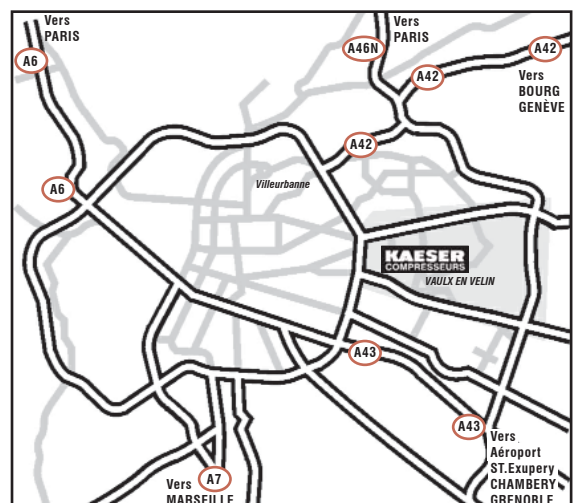 Vers
PARIS
Vers
PARIS
A6
A46N
A42
A42
Vers
BOURG
GENÈVE
A42
A6
Villeurbanne
KAESER
COMPRESSEURS
VAULX EN VELIN
A43
A43
Vers
Aéroport
ST.Exupery
CHAMBERY
GRENOBLE
A7
Vers
MARSEILLE